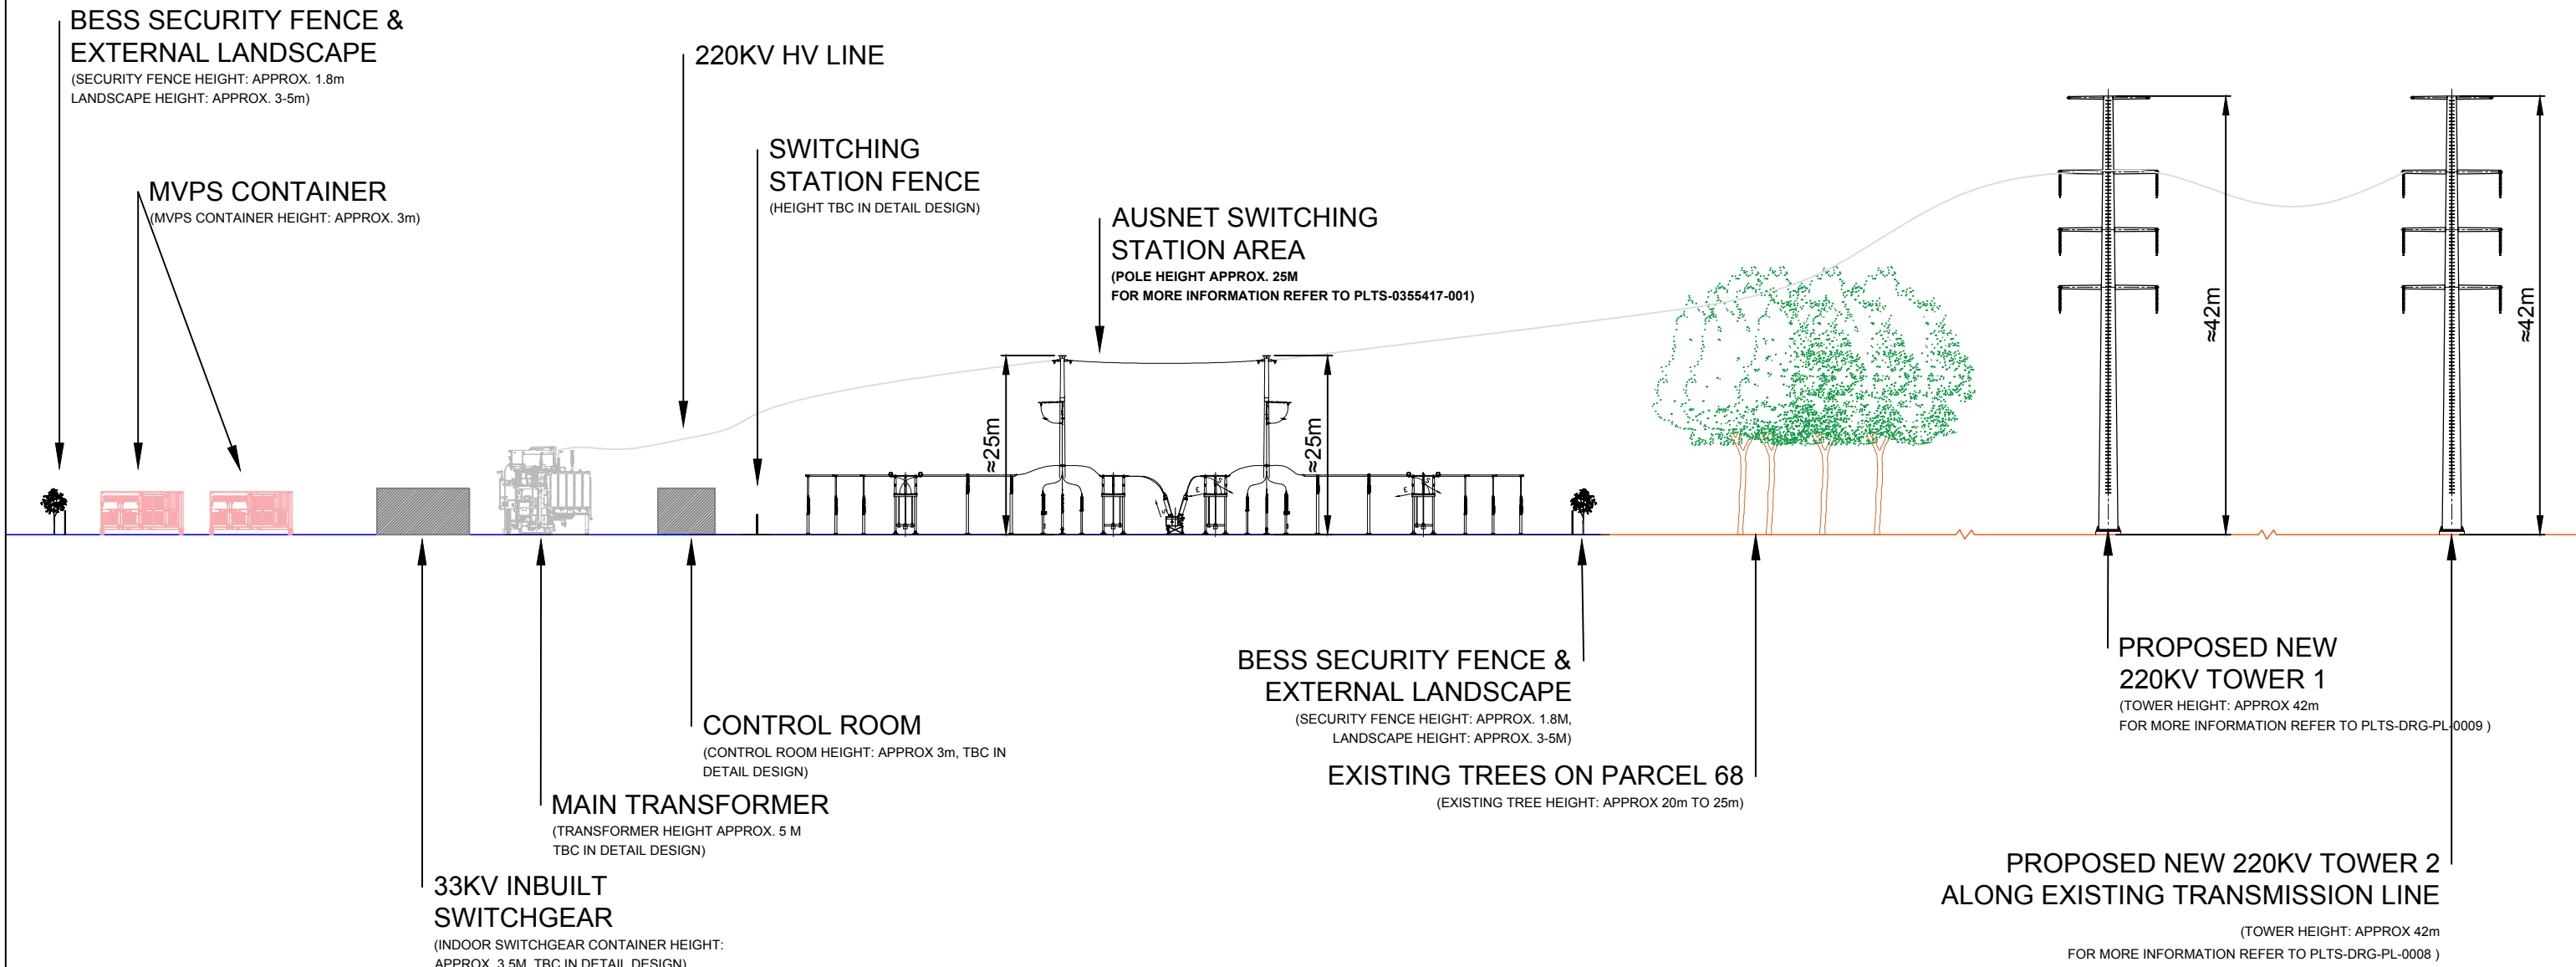 BESS SECURITY FENCE &
EXTERNAL LANDSCAPE
(SECURITY FENCE HEIGHT: APPROX. 1.8m
LANDSCAPE HEIGHT: APPROX. 3-5m)
220KV HV LINE
MVPS CONTAINER
(MVPS CONTAINER HEIGHT: APPROX. 3m)
SWITCHING
STATION FENCE
(HEIGHT TBC IN DETAIL DESIGN)
AUSNET SWITCHING
STATION AREA
(POLE HEIGHT APPROX. 25M
FOR MORE INFORMATION REFER TO PLTS-0355417-001)
≈25m
≈25m
≈42m
≈42m
E
S
E
S
E
S
BESS SECURITY FENCE &
EXTERNAL LANDSCAPE
(SECURITY FENCE HEIGHT: APPROX. 1.8M,
LANDSCAPE HEIGHT: APPROX. 3-5M)
PROPOSED NEW
220KV TOWER 1
(TOWER HEIGHT: APPROX 42m
FOR MORE INFORMATION REFER TO PLTS-DRG-PL-0009 )
CONTROL ROOM
(CONTROL ROOM HEIGHT: APPROX 3m, TBC IN
DETAIL DESIGN)
EXISTING TREES ON PARCEL 68
(EXISTING TREE HEIGHT: APPROX 20m TO 25m)
MAIN TRANSFORMER
(TRANSFORMER HEIGHT APPROX. 5 M
TBC IN DETAIL DESIGN)
33KV INBUILT
SWITCHGEAR
(INDOOR SWITCHGEAR CONTAINER HEIGHT:
APPROX. 3.5M, TBC IN DETAIL DESIGN)
PROPOSED NEW 220KV TOWER 2
ALONG EXISTING TRANSMISSION LINE
(TOWER HEIGHT: APPROX 42m
FOR MORE INFORMATION REFER TO PLTS-DRG-PL-0008 )